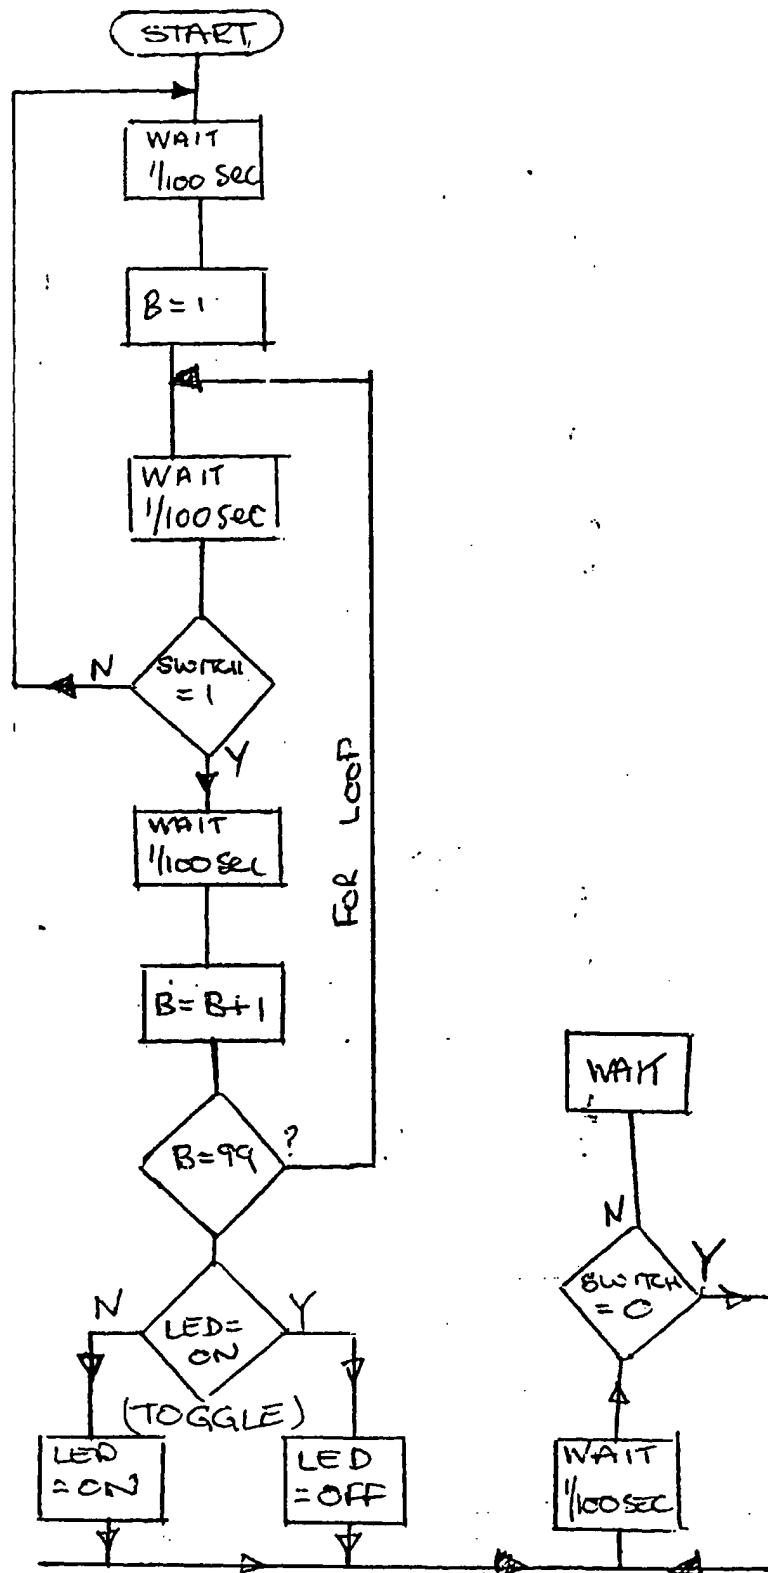 START
WAIT
1/100 SEC
B=1
WAIT
1/100 SEC
SWITCH
= 1
N
Y
WAIT
1/100 SEC
FOR LOOP
B=B+1
B=99
?
LED=
ON
N
Y
(TOGGLE)
LED
=ON
LED
=OFF
WAIT
N
SWITCH
=0
Y
WAIT
1/100 SEC